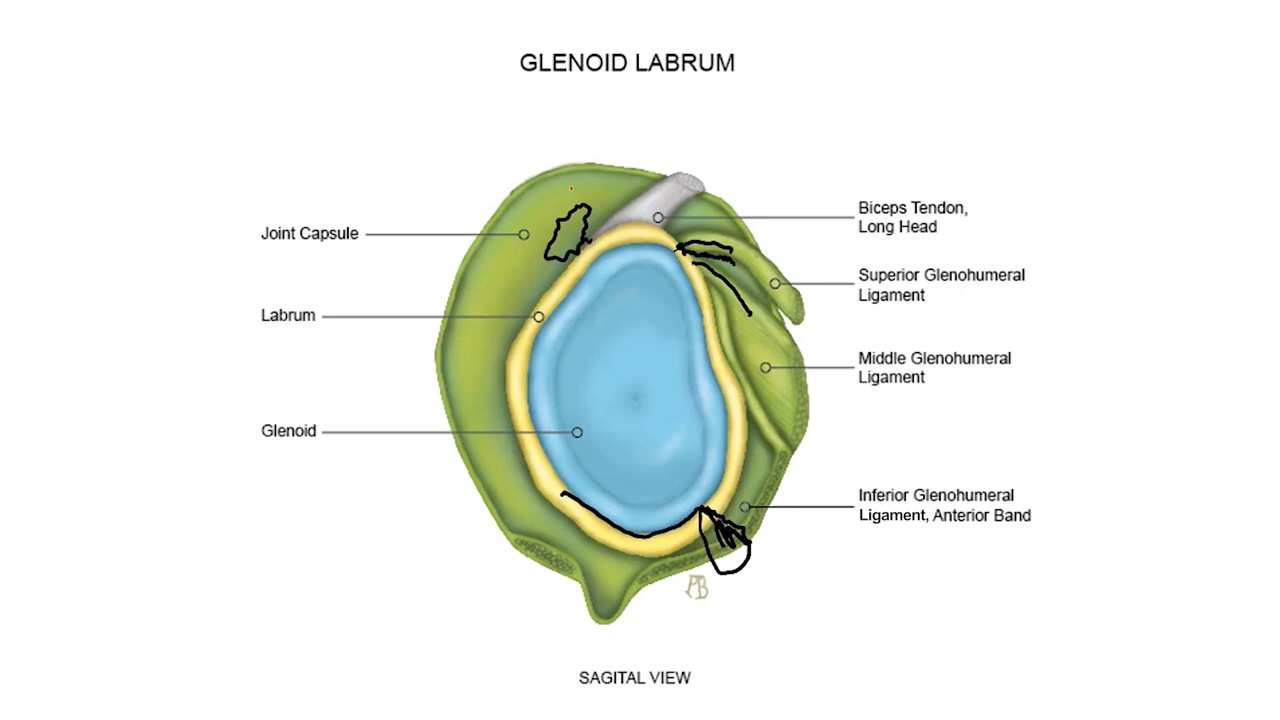 GLENOID LABRUM
Joint Capsule
Labrum
Glenoid
Biceps Tendon,
Long Head
Superior Glenohumeral
Ligament
Middle Glenohumeral
Ligament
Inferior Glenohumeral
Ligament, Anterior Band
AB
SAGITAL VIEW